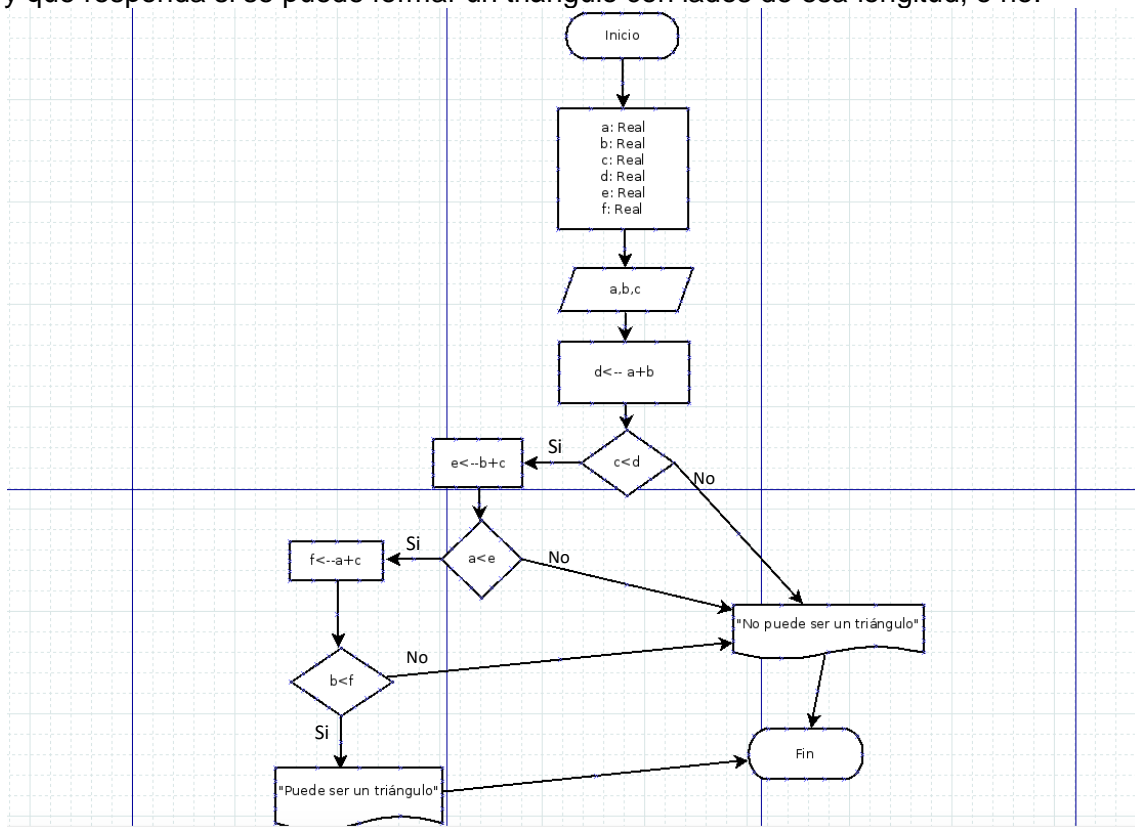 y que responda si se puede formar un triángulo con lados de esa longitud, o no.
Inicio
a: Real
b: Real
c: Real
d: Real
e: Real
f: Real
a,b,c
d<-- a+b
c<d
Si
No
e<--b+c
a<e
Si
No
f<--a+c
b<f
No
Si
"No puede ser un triángulo"
"Puede ser un triángulo"
Fin